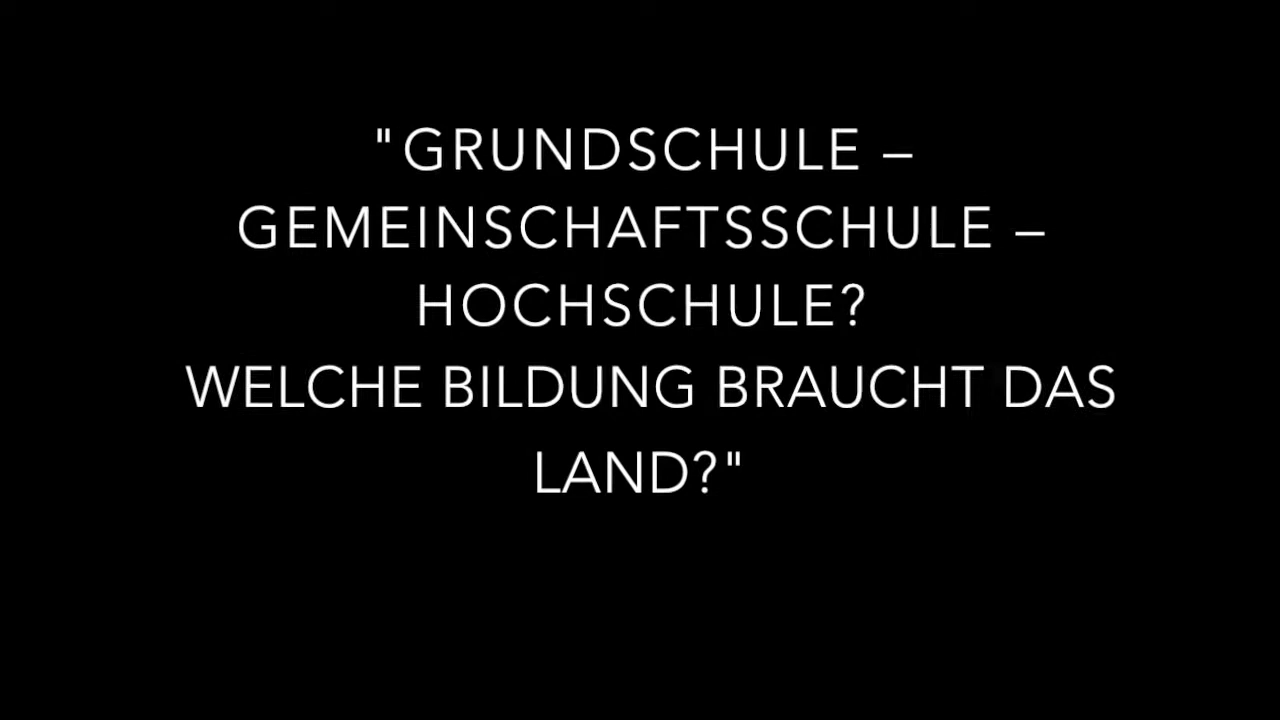 "GRUNDSCHULE –
GEMEINSCHAFTSSCHULE –
HOCHSCHULE?
WELCHE BILDUNG BRAUCHT DAS
LAND?"